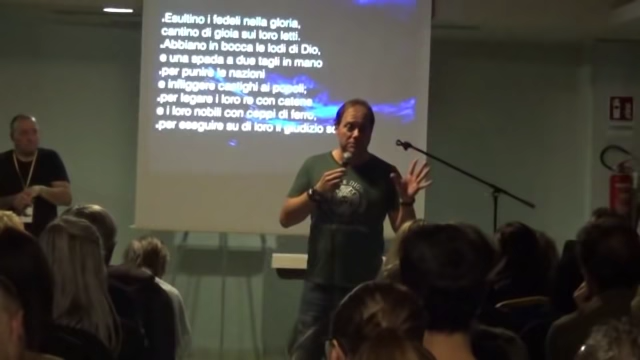 .Esultino i fedeli nella gloria,
cantino di gioia sui loro letti.
.Abbiano in bocca le lodi di Dio,
e una spada a due tagli in mano
.per punire le nazioni
e infliggere castighi ai popoli;
.per legare i loro re con catene
e i loro nobili con ceppi di ferro,
.per eseguire su di loro il giudizio